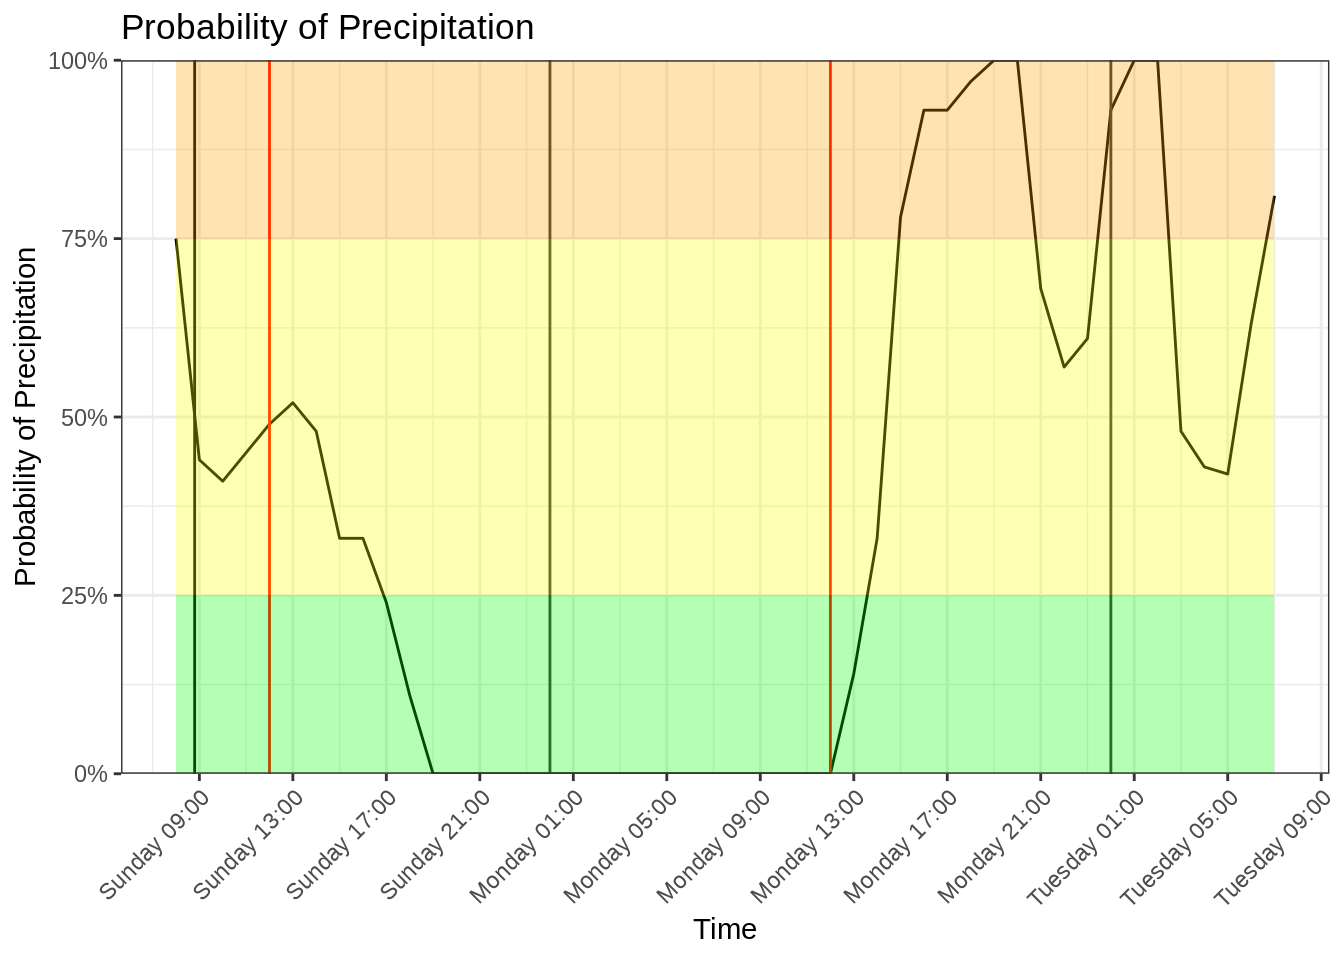 Probability of Precipitation
100%
75%
50%
25%
0%
Probability of Precipitation
Sunday 09:00
Sunday 13:00
Sunday 17:00
Sunday 21:00
Monday 01:00
Monday 05:00
Monday 09:00
Monday 13:00
Monday 17:00
Monday 21:00
Tuesday 01:00
Tuesday 05:00
Tuesday 09:00
Time